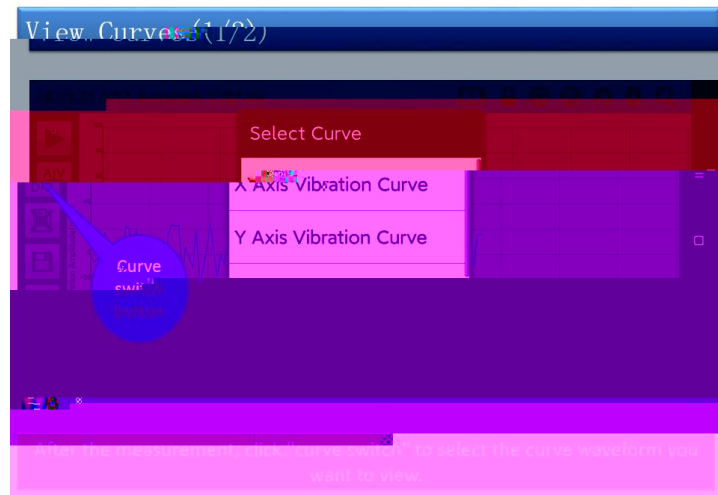 View Curves(1/2)
Select Curve
X Axis Vibration Curve
Y Axis Vibration Curve
Curve
After the measurement, click "curve switch" to select the curve waveform you
want to view.